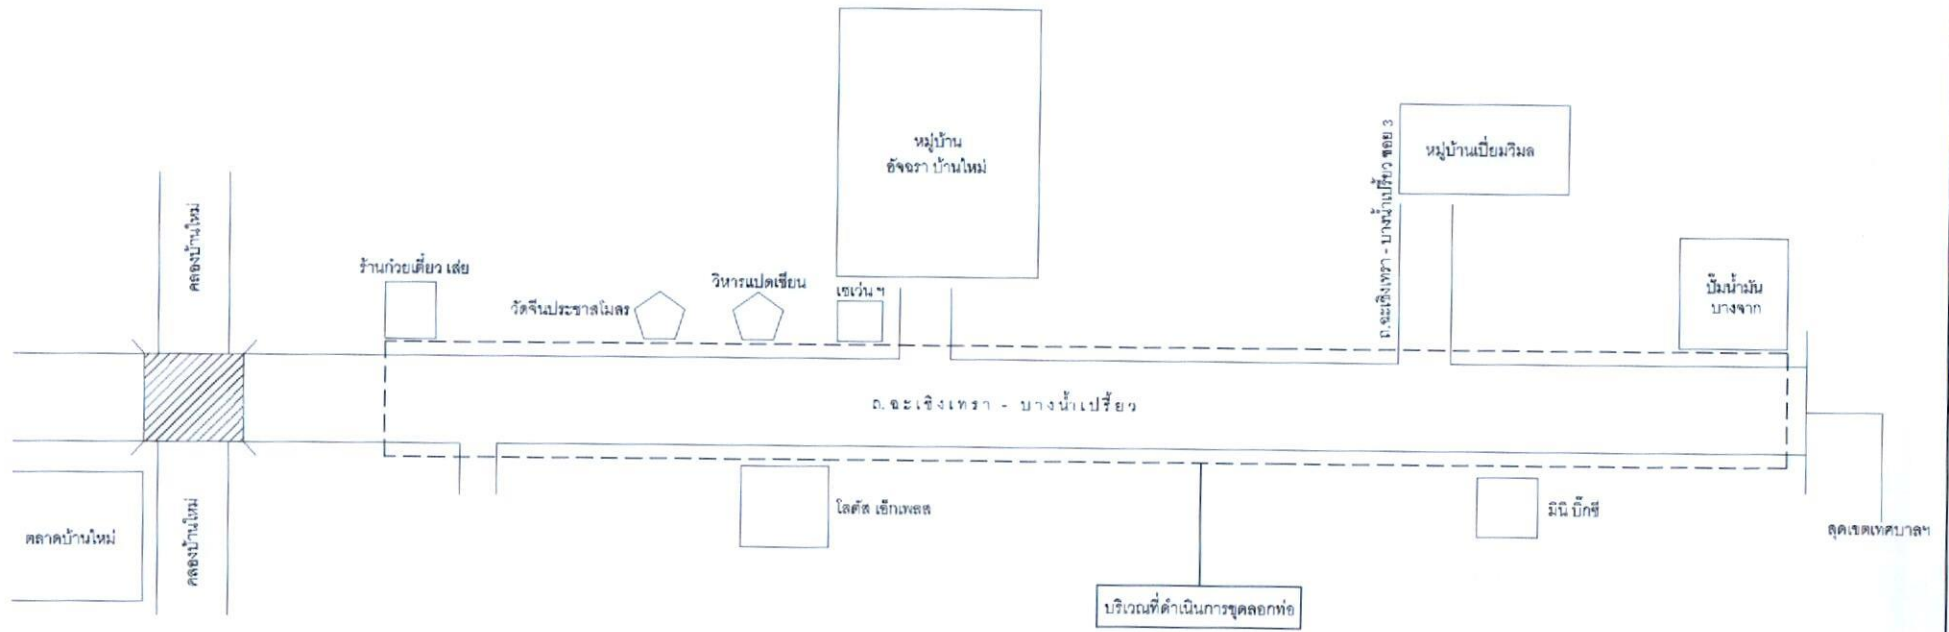 หมู่บ้าน
อัจฉรา บ้านใหม่
ถ.ฉะเชิงเทรา - บางน้ำเปรี้ยว ซอย 3
หมู่บ้านเปี่ยมวิมล
คลองบ้านใหม่
ร้านก๋วยเตี๋ยว เส่ย
วัดจีนประชาสโมสร
วิหารแปดเซียน
เซเว่น ฯ
ปั๊มน้ำมัน
บางจาก
ถ.ฉะเชิงเทรา - บางน้ำเปรี้ยว
ตลาดบ้านใหม่
คลองบ้านใหม่
โลตัส เอ็กเพลส
มินิ บิ๊กซี
สุดเขตเทศบาลฯ
บริเวณที่ดำเนินการขุดลอกท่อ